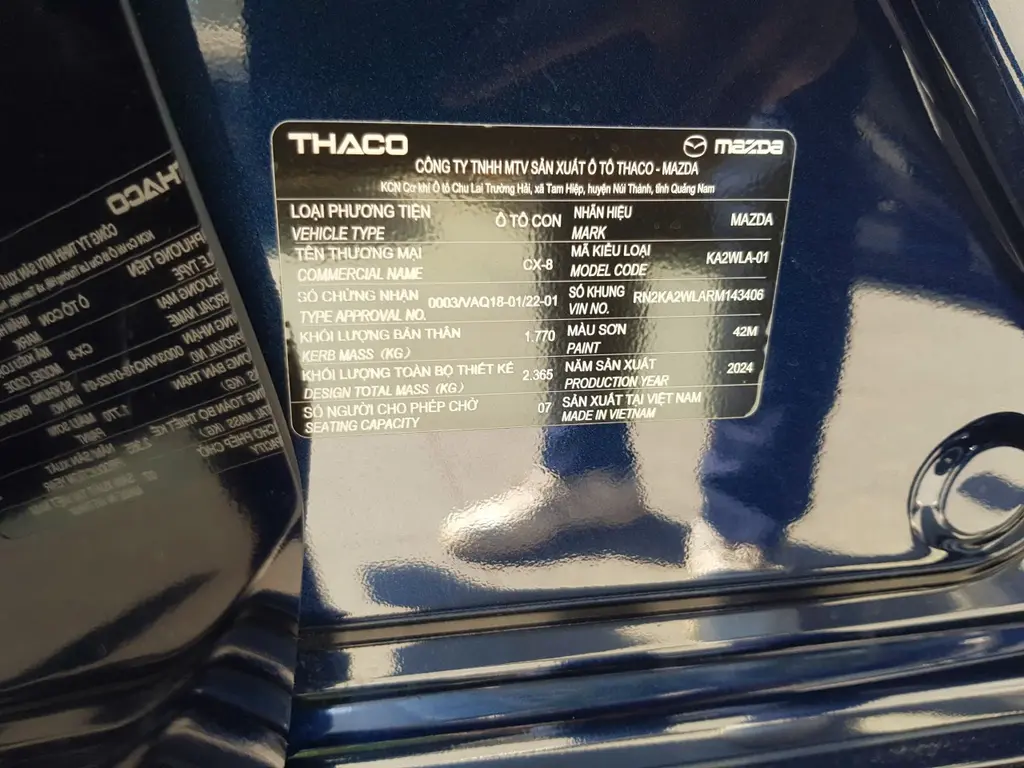 THACO mazda
CÔNG TY TNHH MTV SẢN XUẤT Ô TÔ THACO - MAZDA
KCN Cơ khí Ô tô Chu Lai Trường Hải, xã Tam Hiệp, huyện Núi Thành, tỉnh Quảng Nam
LOẠI PHƯƠNG TIỆN Ô TÔ CON NHÃN HIỆU MAZDA
VEHICLE TYPE MARK
TÊN THƯƠNG MẠI CX-8 MÃ KIỂU LOẠI KA2WLA-01
COMMERCIAL NAME MODEL CODE
SỐ CHỨNG NHẬN 0003/VAQ18-01/22-01 SỐ KHUNG RN2KA2WLARM143406
TYPE APPROVAL NO. VIN NO.
KHỐI LƯỢNG BẢN THÂN 1.770 MÀU SƠN 42M
KERB MASS (KG) PAINT
KHỐI LƯỢNG TOÀN BỘ THIẾT KẾ 2.365 NĂM SẢN XUẤT 2024
DESIGN TOTAL MASS (KG) PRODUCTION YEAR
SỐ NGƯỜI CHO PHÉP CHỞ 07 SẢN XUẤT TẠI VIỆT NAM
SEATING CAPACITY MADE IN VIETNAM